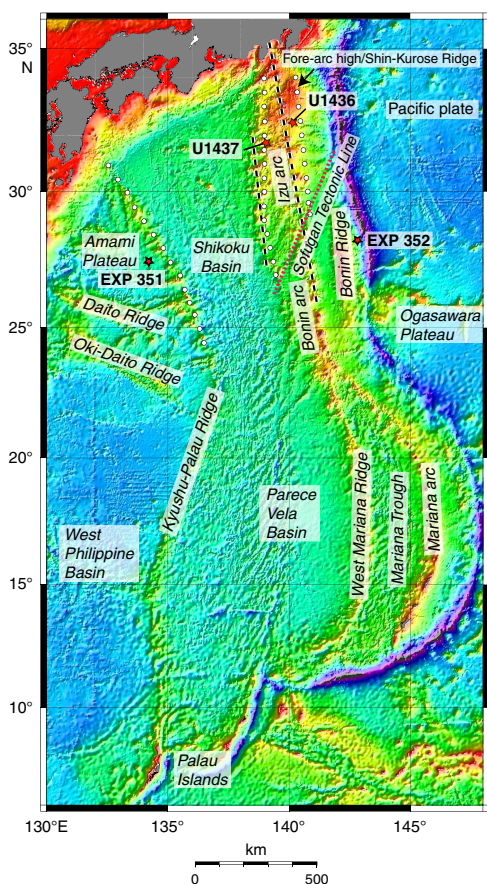 35°
N
Fore-arc high/Shin-Kurose Ridge
U1436
Pacific plate
U1437
Izu arc
30°
Sofugan Tectonic Line
Amami
Plateau
EXP 351
Shikoku
Basin
Bonin Ridge
EXP 352
Daito Ridge
Bonin arc
Ogasawara
Plateau
25°
Oki-Daito Ridge
Kyushu-Palau Ridge
20°
Parece
Vela
Basin
West Mariana Ridge
Mariana Trough
Mariana arc
West
Philippine
Basin
15°
10°
Palau
Islands
130°E
135°
140°
145°
km
0
500